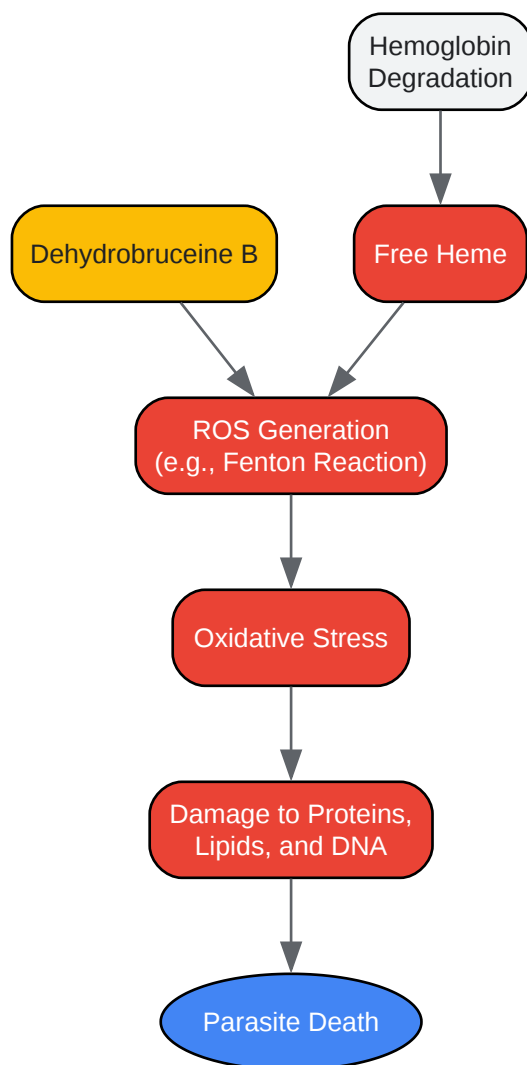 Hemoglobin
Degradation
Dehydrobruceine B
Free Heme
ROS Generation
(e.g., Fenton Reaction)
Oxidative Stress
Damage to Proteins,
Lipids, and DNA
Parasite Death